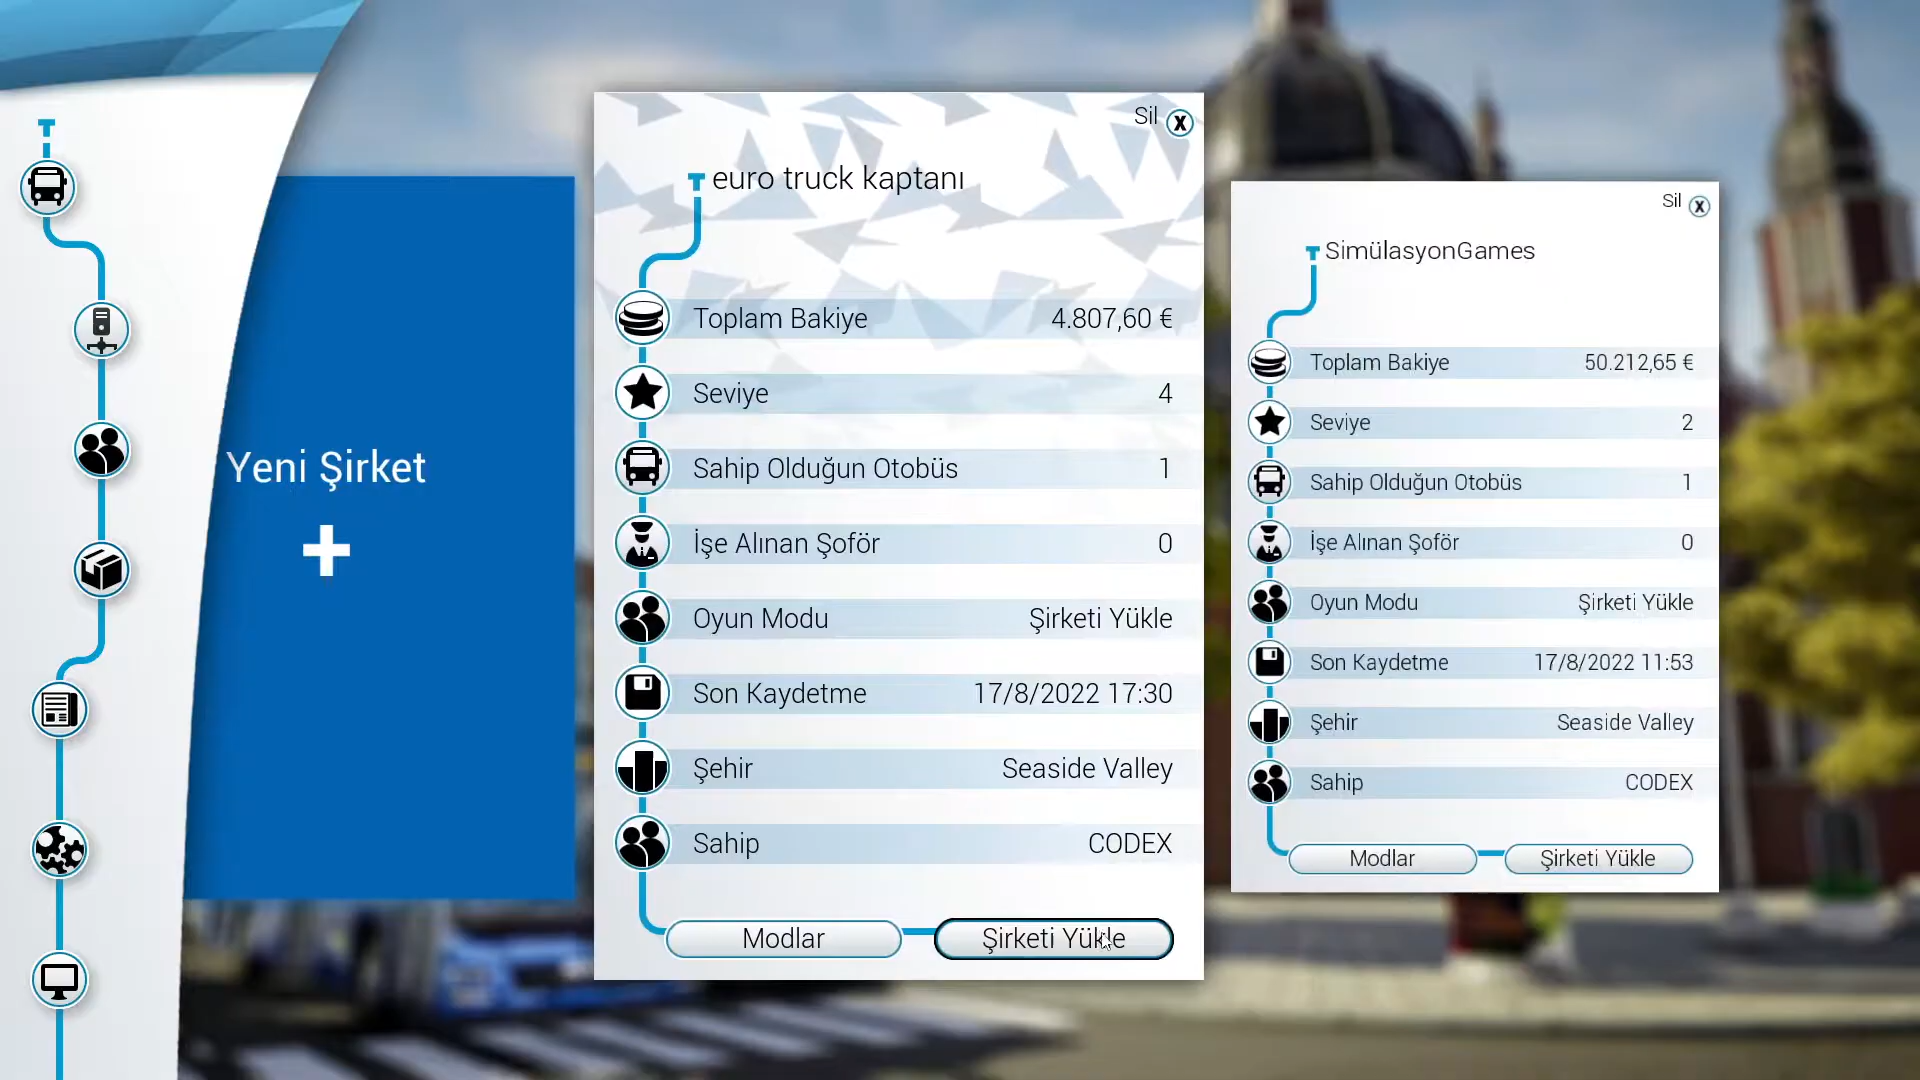 Yeni Şirket
Sil
euro truck kaptanı
Toplam Bakiye 4.807,60 €
Seviye 4
Sahip Olduğun Otobüs 1
İşe Alınan Şoför 0
Oyun Modu Şirketi Yükle
Son Kaydetme 17/8/2022 17:30
Şehir Seaside Valley
Sahip CODEX
Modlar Şirketi Yükle
Sil
SimülasyonGames
Toplam Bakiye 50.212,65 €
Seviye 2
Sahip Olduğun Otobüs 1
İşe Alınan Şoför 0
Oyun Modu Şirketi Yükle
Son Kaydetme 17/8/2022 11:53
Şehir Seaside Valley
Sahip CODEX
Modlar Şirketi Yükle